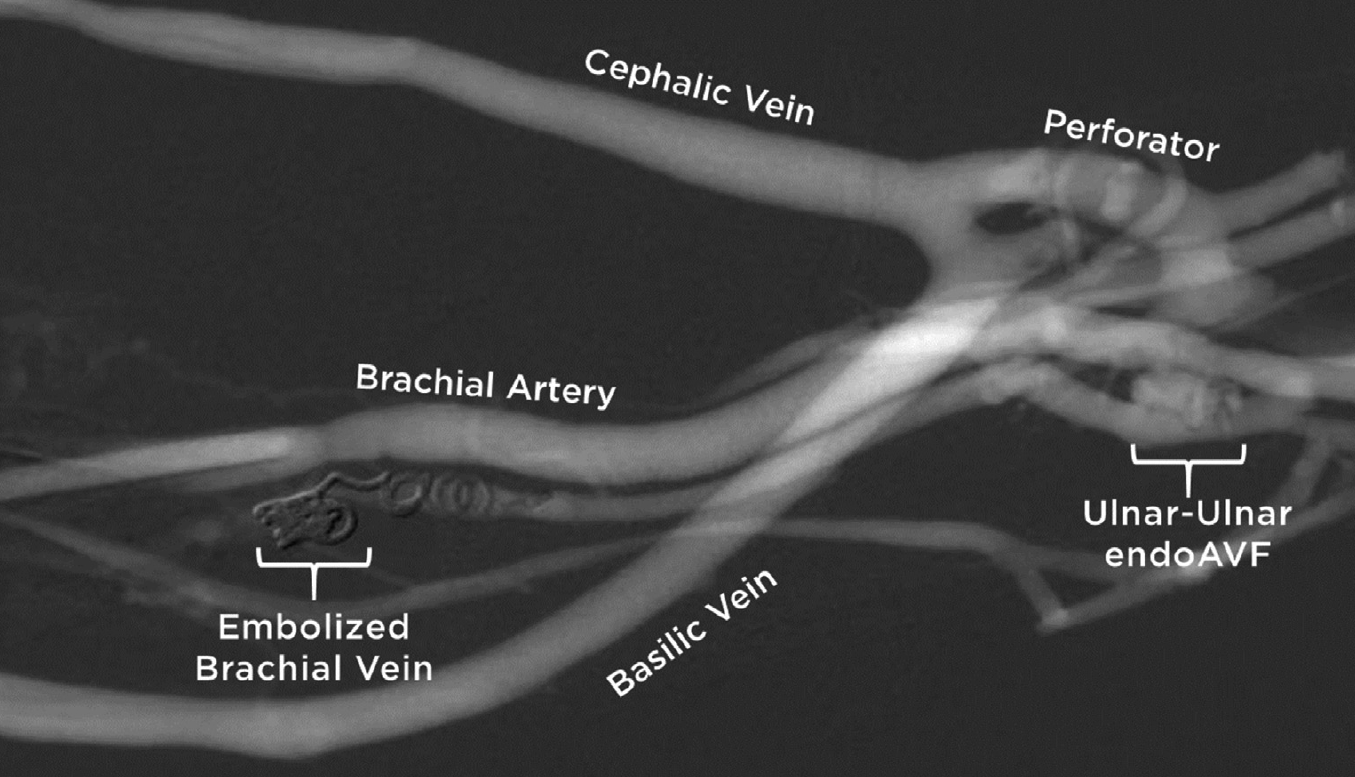 Cephalic Vein
Perforator
Brachial Artery
Ulnar-Ulnar
endoAVF
Embolized
Brachial Vein
Basilic Vein